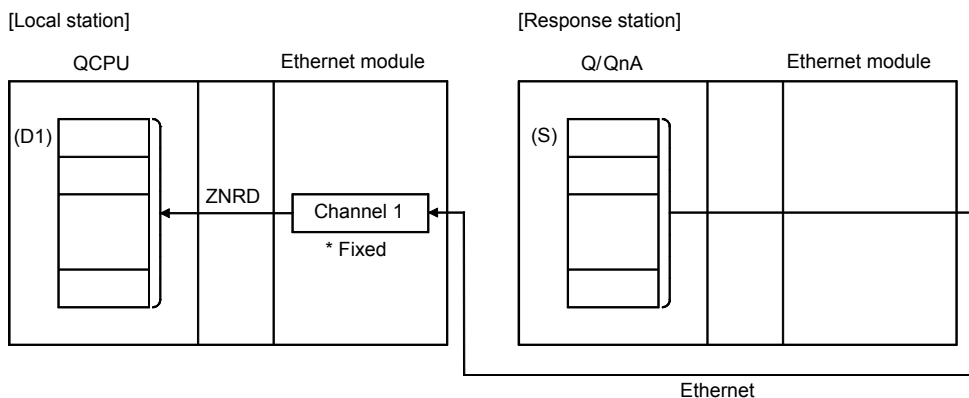 [Local station]
[Response station]
QCPU
Ethernet module
Q/QnA
Ethernet module
(D1)
(S)
ZNRD
Channel 1
* Fixed
Ethernet